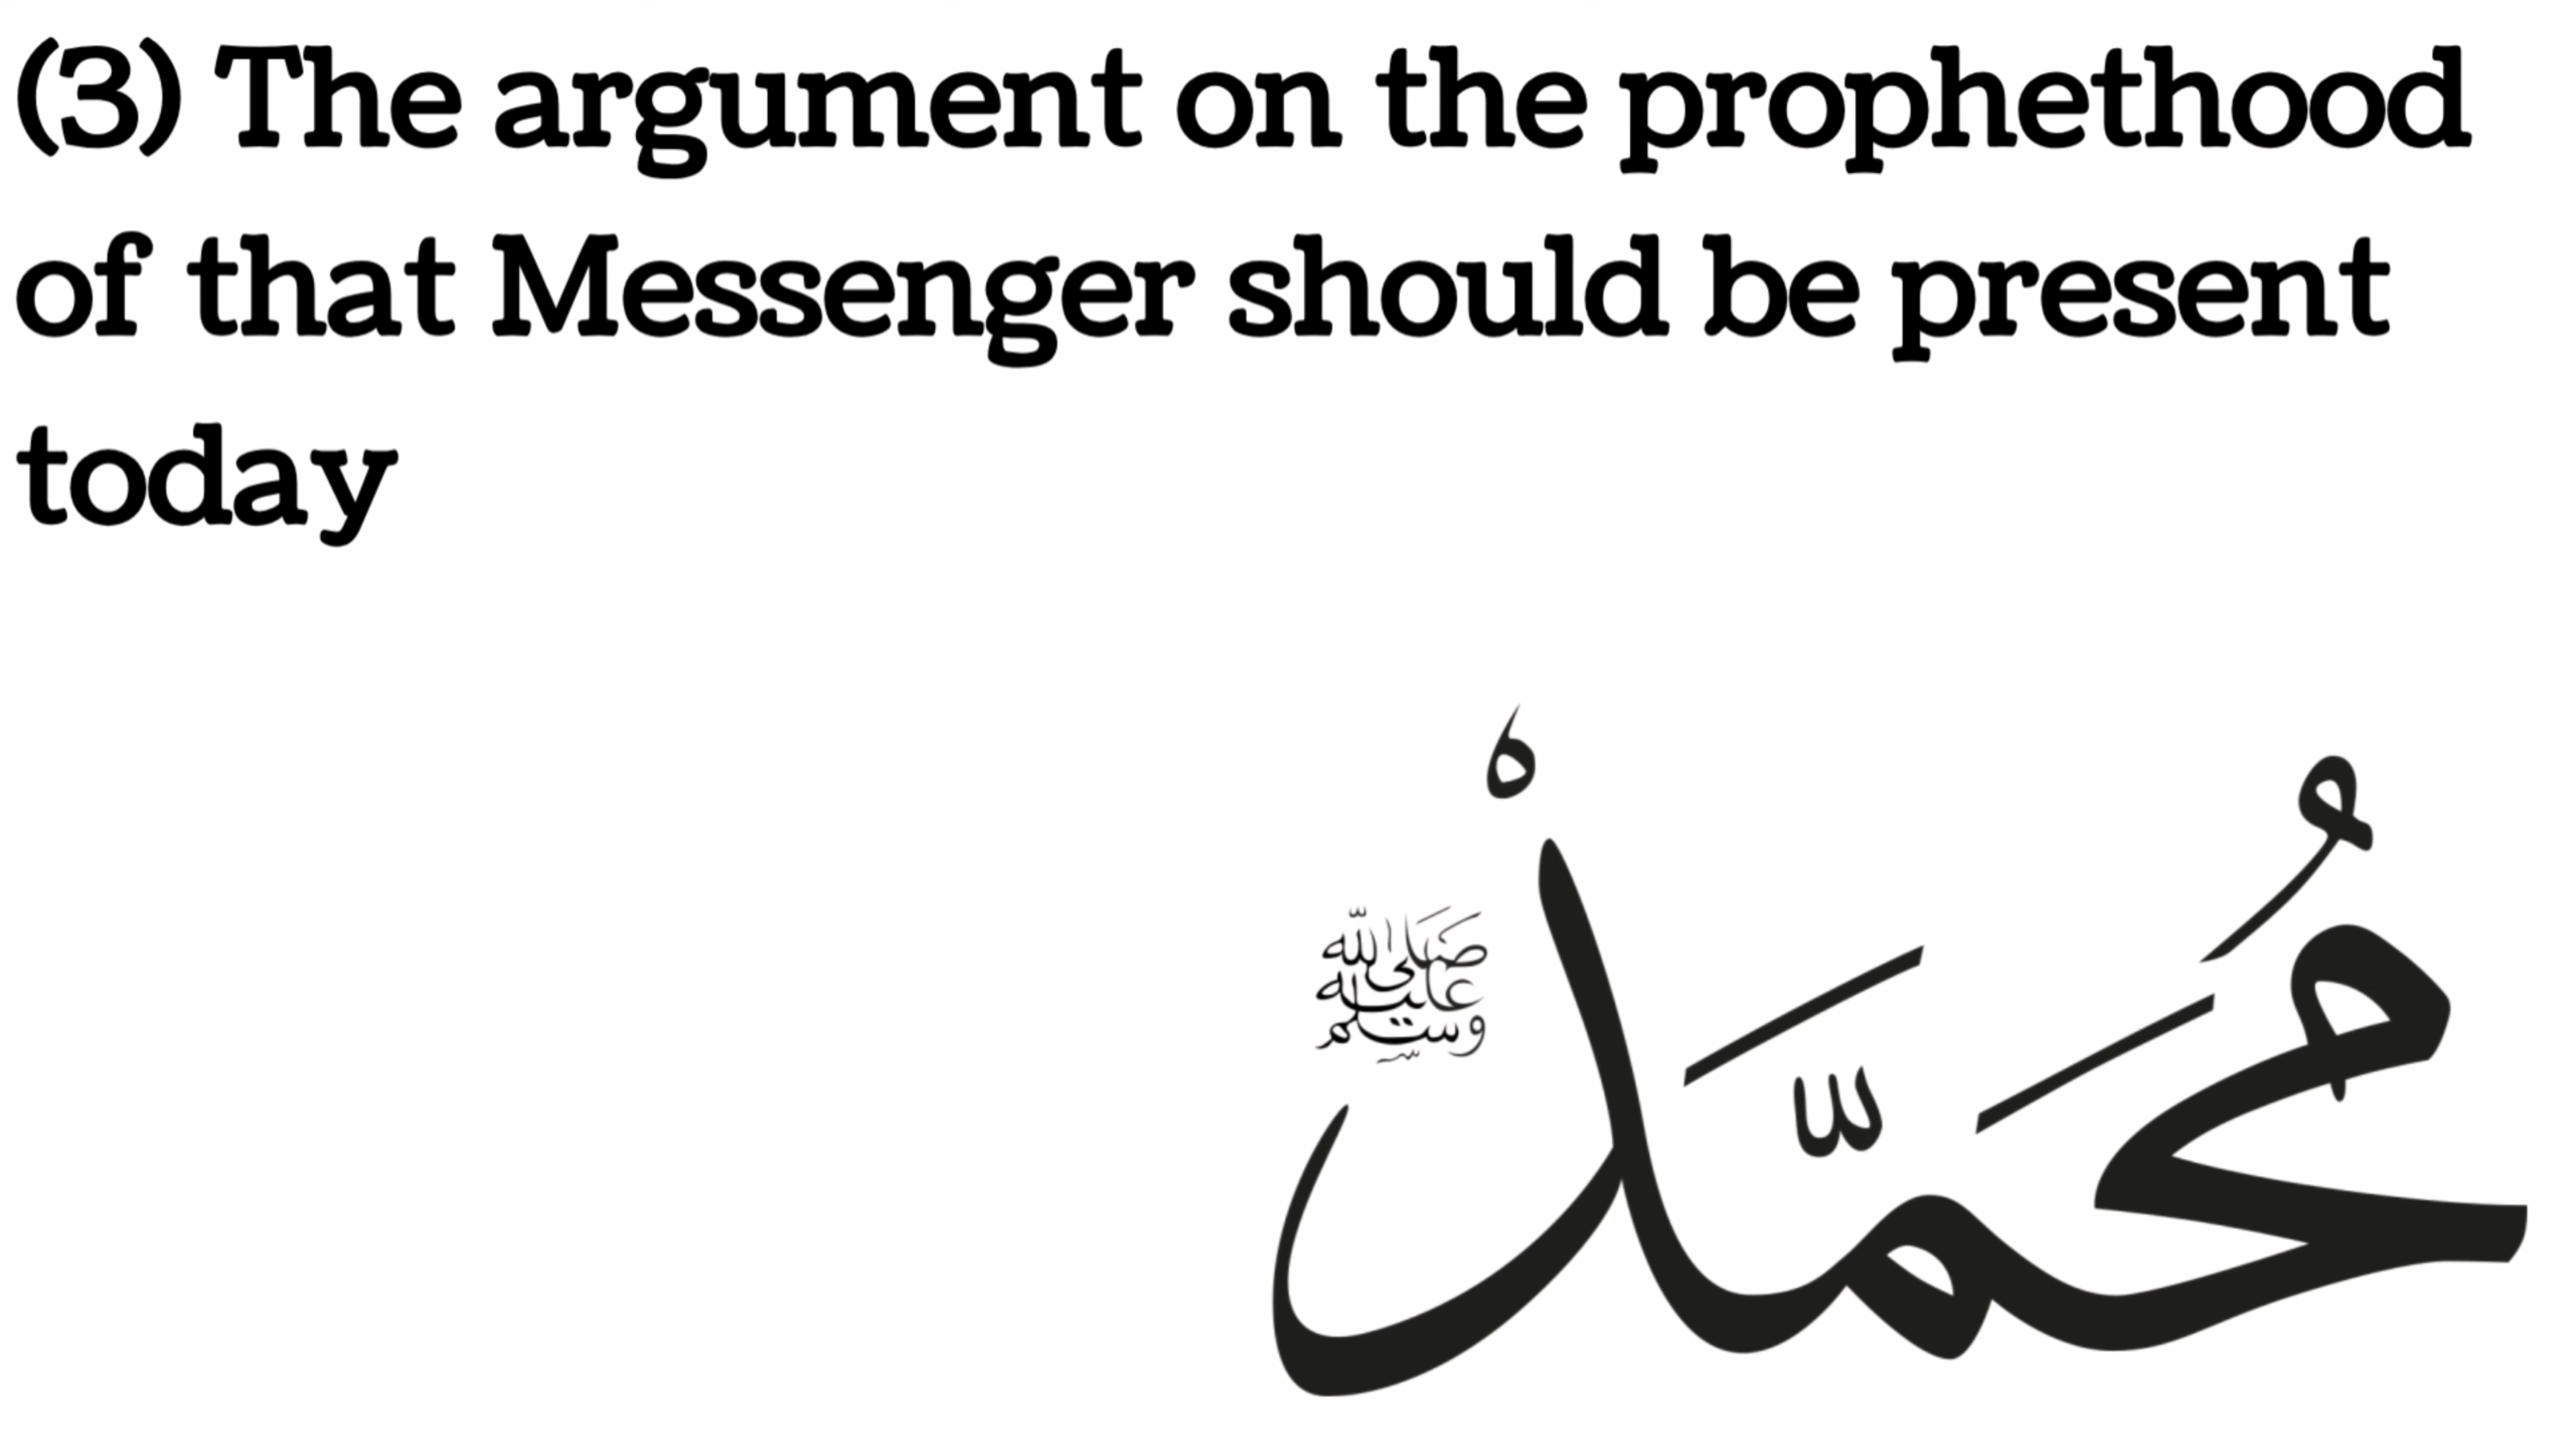 (3) The argument on the prophethood
of that Messenger should be present
today
مُحَمَّد
صلى الله
عليه
وسلم